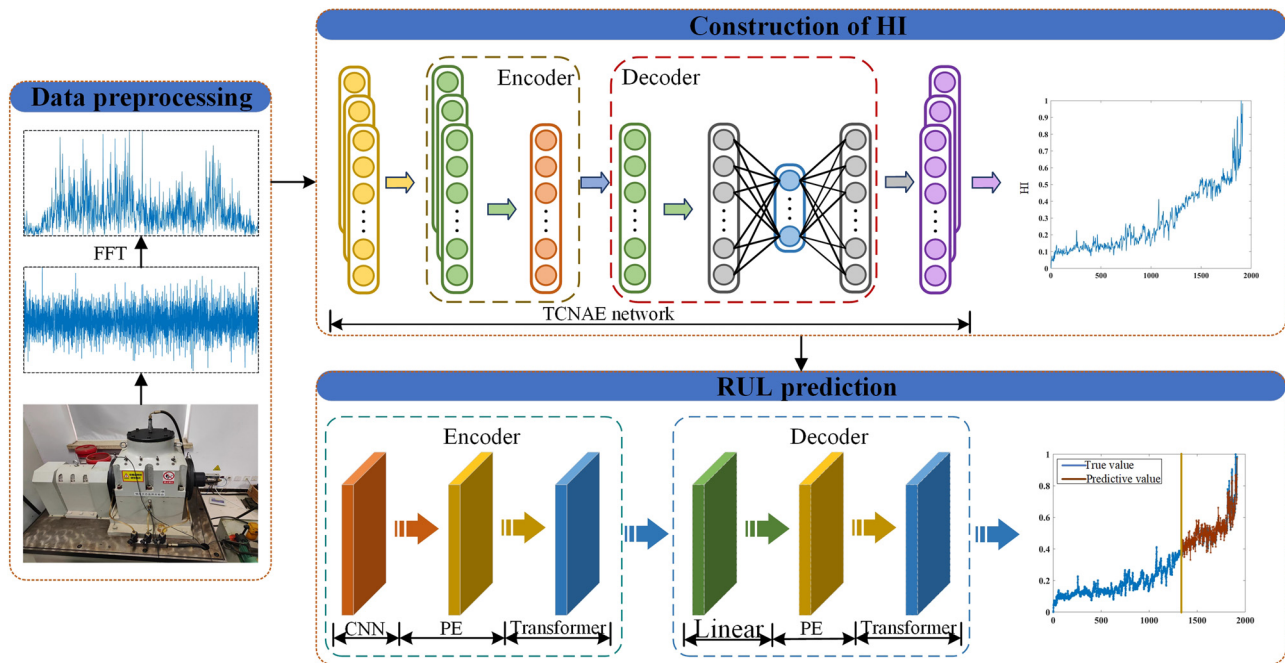 Construction of HI
Data preprocessing
FFT
Encoder
Decoder
TCNAE network
HI
1
0.9
0.8
0.7
0.6
0.5
0.4
0.3
0.2
0.1
0
0 500 1000 1500 2000
RUL prediction
Encoder
CNN
PE
Transformer
Decoder
Linear
PE
Transformer
True value
Predictive value
1
0.8
0.6
0.4
0.2
0
0 500 1000 1500 2000